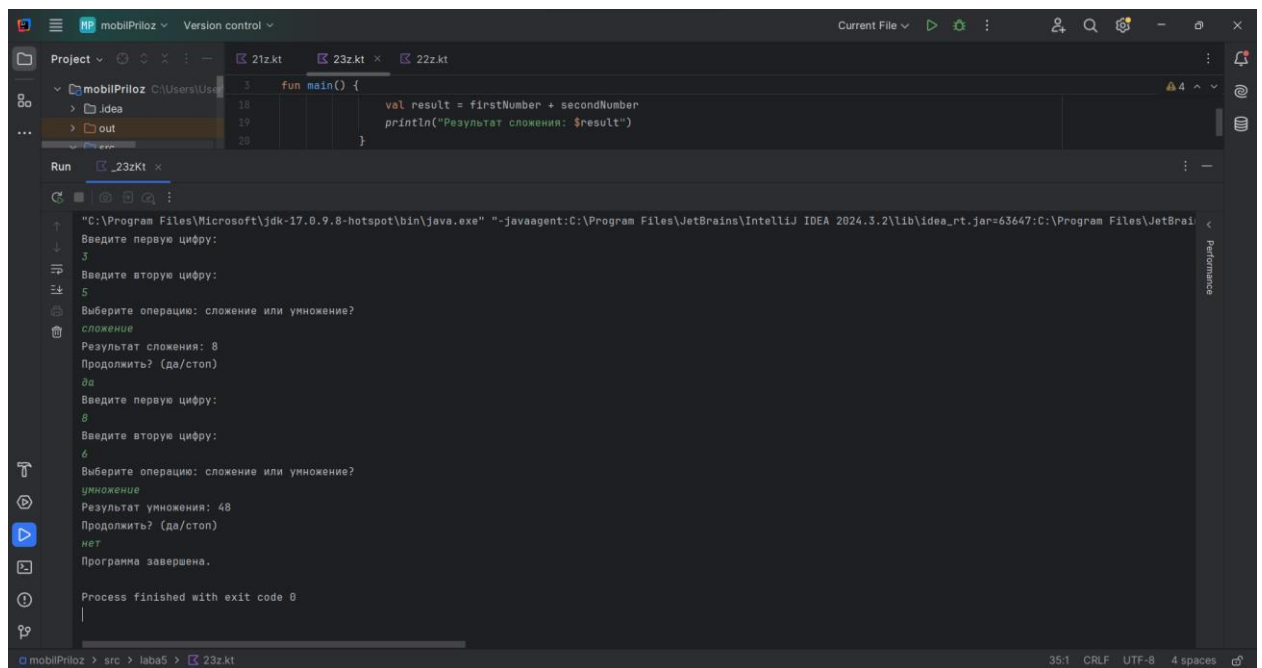 MP mobilPriloz Version control Current File
Project 21z.kt 23z.kt 22z.kt
mobilPriloz C:\Users\User 3 fun main() { 4
.idea 18 val result = firstNumber + secondNumber
out 19 println("Результат сложения: $result")
src 20 }
Run _23zKt
"C:\Program Files\Microsoft\jdk-17.0.9.8-hotspot\bin\java.exe" "-javaagent:C:\Program Files\JetBrains\IntelliJ IDEA 2024.3.2\lib\idea_rt.jar=63647:C:\Program Files\JetBrai
Введите первую цифру:
3
Введите вторую цифру:
5
Выберите операцию: сложение или умножение?
сложение
Результат сложения: 8
Продолжить? (да/стоп)
да
Введите первую цифру:
8
Введите вторую цифру:
6
Выберите операцию: сложение или умножение?
умножение
Результат умножения: 48
Продолжить? (да/стоп)
нет
Программа завершена.
Process finished with exit code 0
Performance
mobilPriloz > src > laba5 > 23z.kt 35:1 CRLF UTF-8 4 spaces